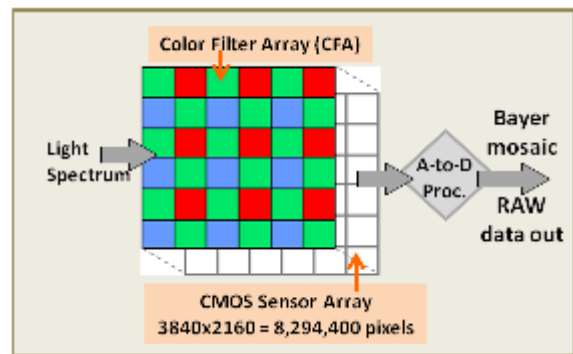 Color Filter Array (CFA)
Light
Spectrum
A-to-D
Proc.
Bayer
mosaic
RAW
data out
CMOS Sensor Array
3840x2160 = 8,294,400 pixels